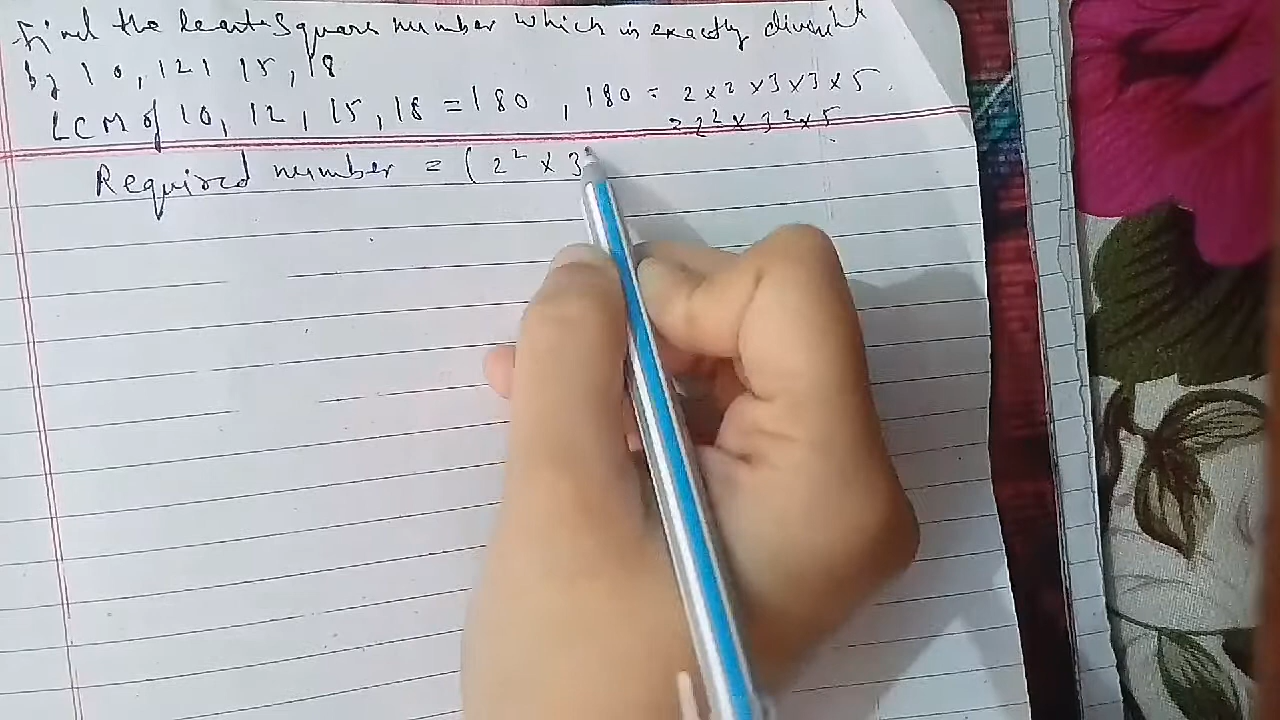 Find the least square number which is exactly divisible
by 10, 12, 15, 18
LCM of 10, 12, 15, 18 = 180 , 180 = 2 x 2 x 3 x 3 x 5 .
= 2² x 3² x 5
Required number = ( 2² x 3